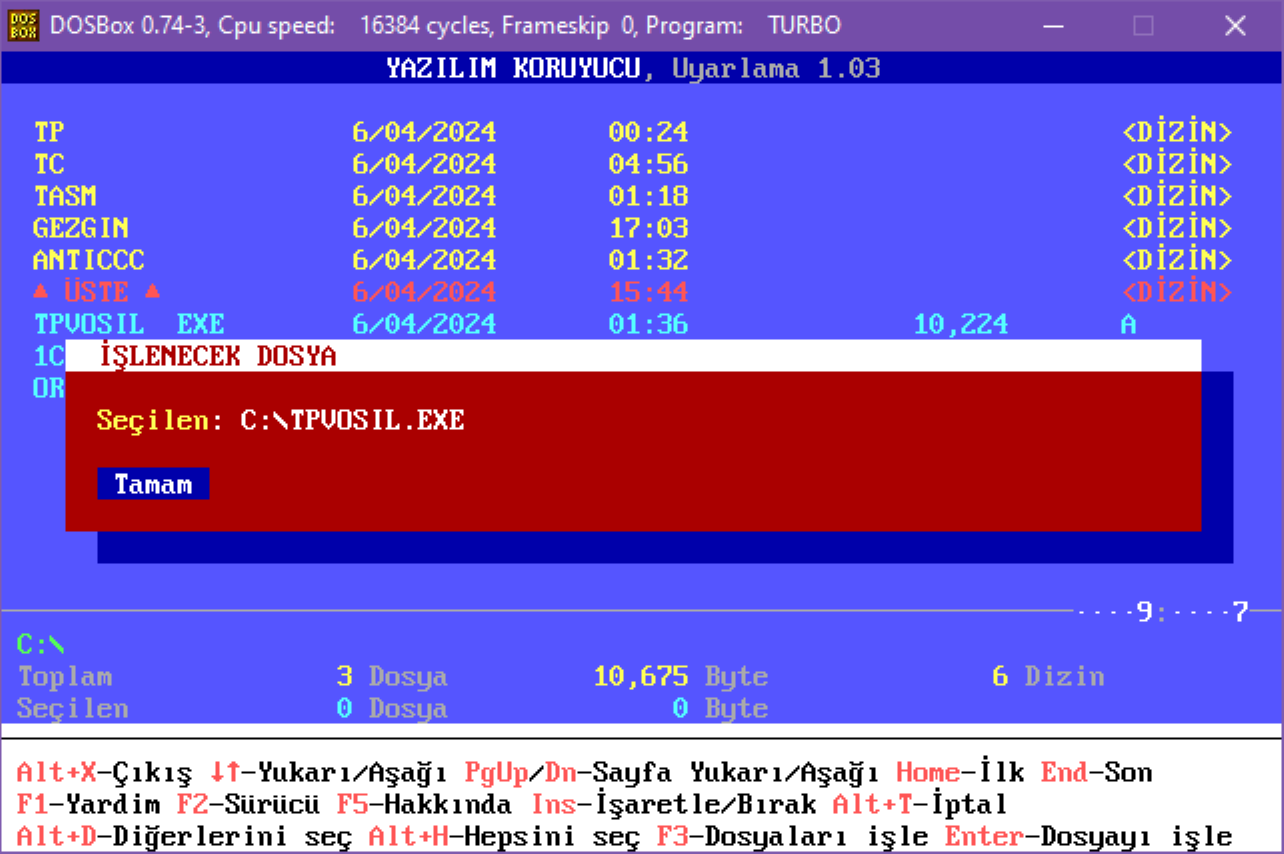 DOS BOX DOSBox 0.74-3, Cpu speed: 16384 cycles, Frameskip 0, Program: TURBO
YAZILIM KORUYUCU, Uyarlama 1.03
TP 6/04/2024 00:24 <DİZİN>
TC 6/04/2024 04:56 <DİZİN>
TASM 6/04/2024 01:18 <DİZİN>
GEZGIN 6/04/2024 17:03 <DİZİN>
ANTICCC 6/04/2024 01:32 <DİZİN>
▲ ÜSTE ▲ 6/04/2024 15:44 <DİZİN>
TPVOSIL EXE 6/04/2024 01:36 10,224 A
1C
OR
İŞLENECEK DOSYA
Seçilen: C:\TPVOSIL.EXE
Tamam
····9:····7
C:\
Toplam 3 Dosya 10,675 Byte 6 Dizin
Seçilen 0 Dosya 0 Byte
Alt+X-Çıkış ↓↑-Yukarı/Aşağı PgUp/Dn-Sayfa Yukarı/Aşağı Home-İlk End-Son
F1-Yardim F2-Sürücü F5-Hakkında Ins-İşaretle/Bırak Alt+T-İptal
Alt+D-Diğerlerini seç Alt+H-Hepsini seç F3-Dosyaları işle Enter-Dosyayı işle